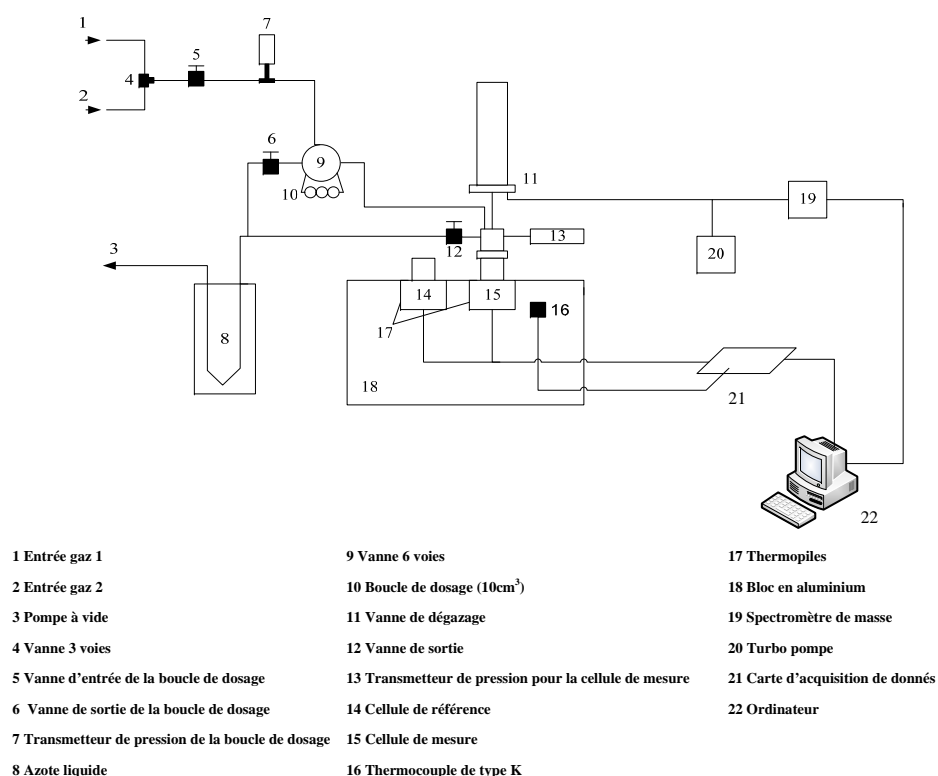 1
7
5
4
2
6
9
10
11
19
3
12
13
20
14
15
16
17
8
18
21
22
1 Entrée gaz 1
2 Entrée gaz 2
3 Pompe à vide
4 Vanne 3 voies
5 Vanne d'entrée de la boucle de dosage
6 Vanne de sortie de la boucle de dosage
7 Transmetteur de pression de la boucle de dosage
8 Azote liquide
9 Vanne 6 voies
10 Boucle de dosage (10cm³)
11 Vanne de dégazage
12 Vanne de sortie
13 Transmetteur de pression pour la cellule de mesure
14 Cellule de référence
15 Cellule de mesure
16 Thermocouple de type K
17 Thermopiles
18 Bloc en aluminium
19 Spectromètre de masse
20 Turbo pompe
21 Carte d'acquisition de donnés
22 Ordinateur